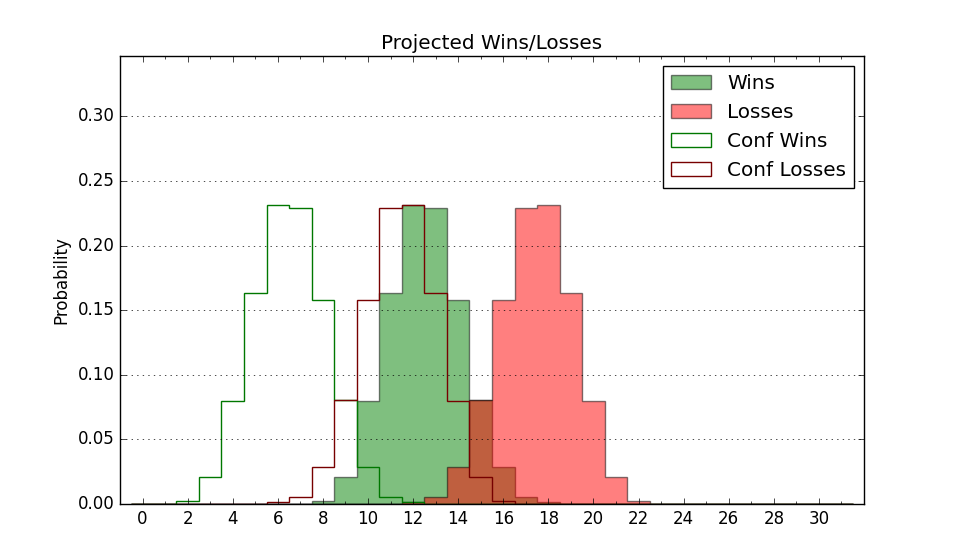 Projected Wins/Losses
Wins
Losses
Conf Wins
Conf Losses
Probability
0.30
0.25
0.20
0.15
0.10
0.05
0.00
0 2 4 6 8 10 12 14 16 18 20 22 24 26 28 30